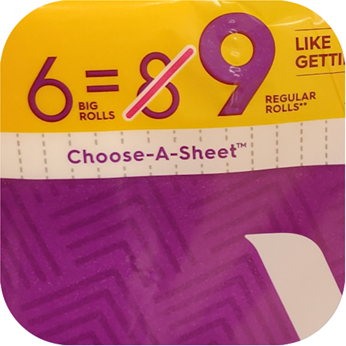 6 = 8 9
BIG ROLLS
REGULAR ROLLS**
LIKE
GETTI
Choose-A-Sheet™